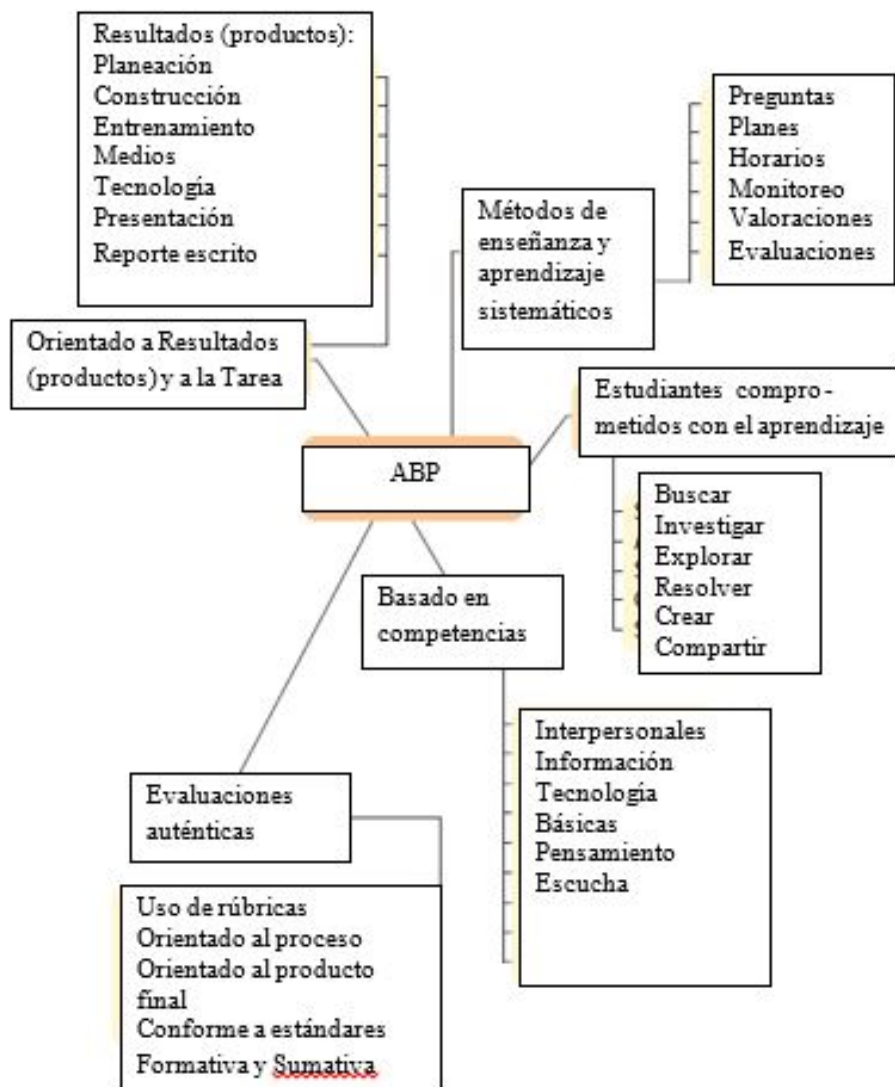 Resultados (productos):
Planeación
Construcción
Entrenamiento
Medios
Tecnología
Presentación
Reporte escrito
Orientado a Resultados
(productos) y a la Tarea
Métodos de
enseñanza y
aprendizaje
sistemáticos
Preguntas
Planes
Horarios
Monitoreo
Valoraciones
Evaluaciones
Estudiantes compro-
metidos con el aprendizaje
Buscar
Investigar
Explorar
Resolver
Crear
Compartir
ABP
Basado en
competencias
Interpersonales
Información
Tecnología
Básicas
Pensamiento
Escucha
Evaluaciones
auténticas
Uso de rúbricas
Orientado al proceso
Orientado al producto
final
Conforme a estándares
Formativa y Sumativa